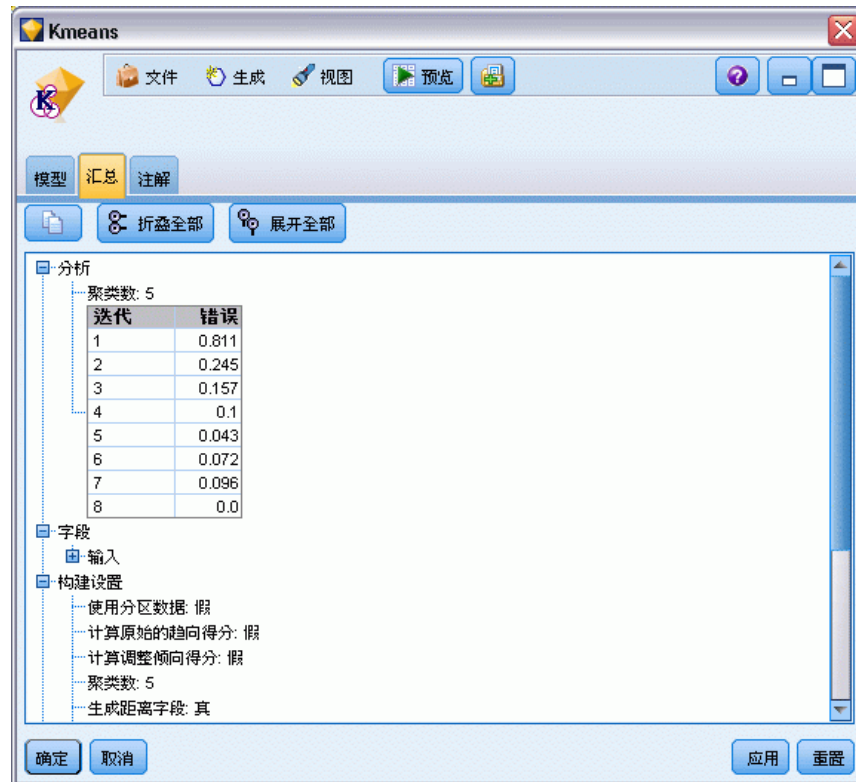 Kmeans
文件 生成 视图 预览
模型 汇总 注解
折叠全部 展开全部
分析
聚类数: 5
迭代 错误
1 0.811
2 0.245
3 0.157
4 0.1
5 0.043
6 0.072
7 0.096
8 0.0
字段
输入
构建设置
使用分区数据: 假
计算原始的趋向得分: 假
计算调整倾向得分: 假
聚类数: 5
生成距离字段: 真
确定 取消 应用 重置